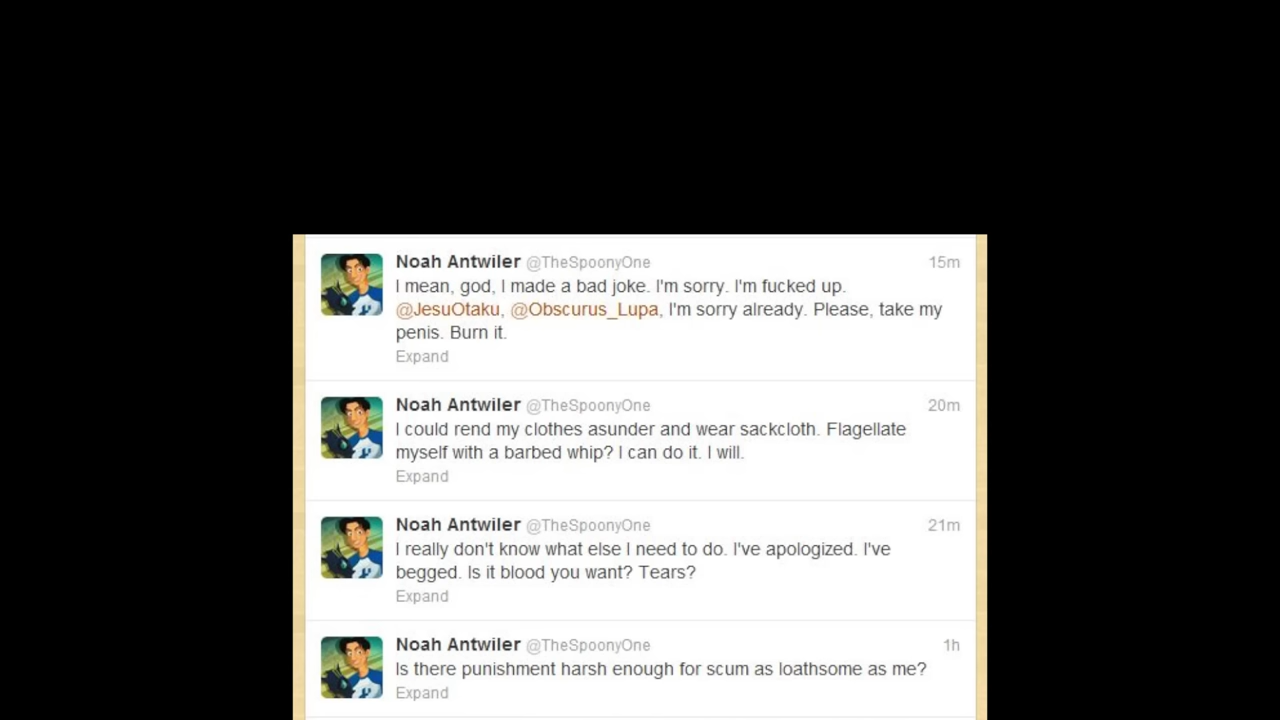 Noah Antwiler @TheSpoonyOne 15m
I mean, god, I made a bad joke. I'm sorry. I'm fucked up.
@JesuOtaku, @Obscurus_Lupa, I'm sorry already. Please, take my
penis. Burn it.
Expand
Noah Antwiler @TheSpoonyOne 20m
I could rend my clothes asunder and wear sackcloth. Flagellate
myself with a barbed whip? I can do it. I will.
Expand
Noah Antwiler @TheSpoonyOne 21m
I really don't know what else I need to do. I've apologized. I've
begged. Is it blood you want? Tears?
Expand
Noah Antwiler @TheSpoonyOne 1h
Is there punishment harsh enough for scum as loathsome as me?
Expand